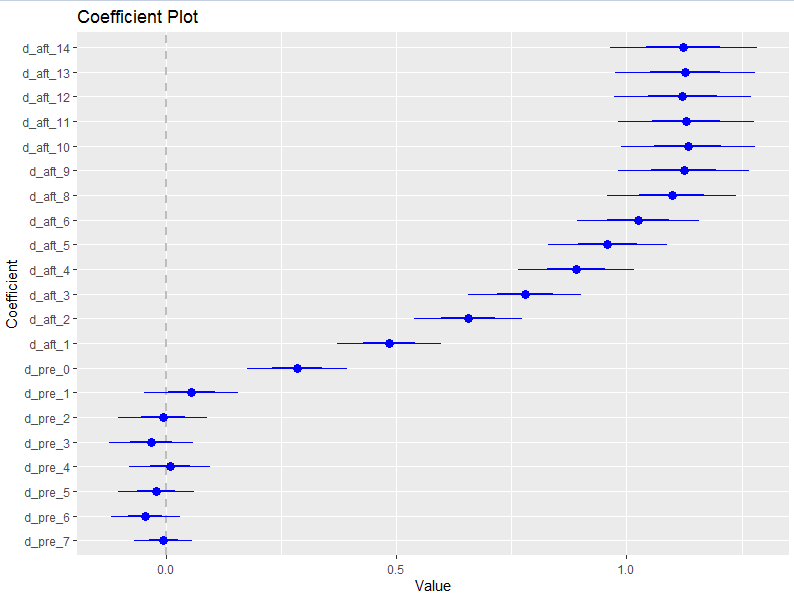 Coefficient Plot
Coefficient
d_aft_14
d_aft_13
d_aft_12
d_aft_11
d_aft_10
d_aft_9
d_aft_8
d_aft_6
d_aft_5
d_aft_4
d_aft_3
d_aft_2
d_aft_1
d_pre_0
d_pre_1
d_pre_2
d_pre_3
d_pre_4
d_pre_5
d_pre_6
d_pre_7
0.0 0.5 1.0
Value